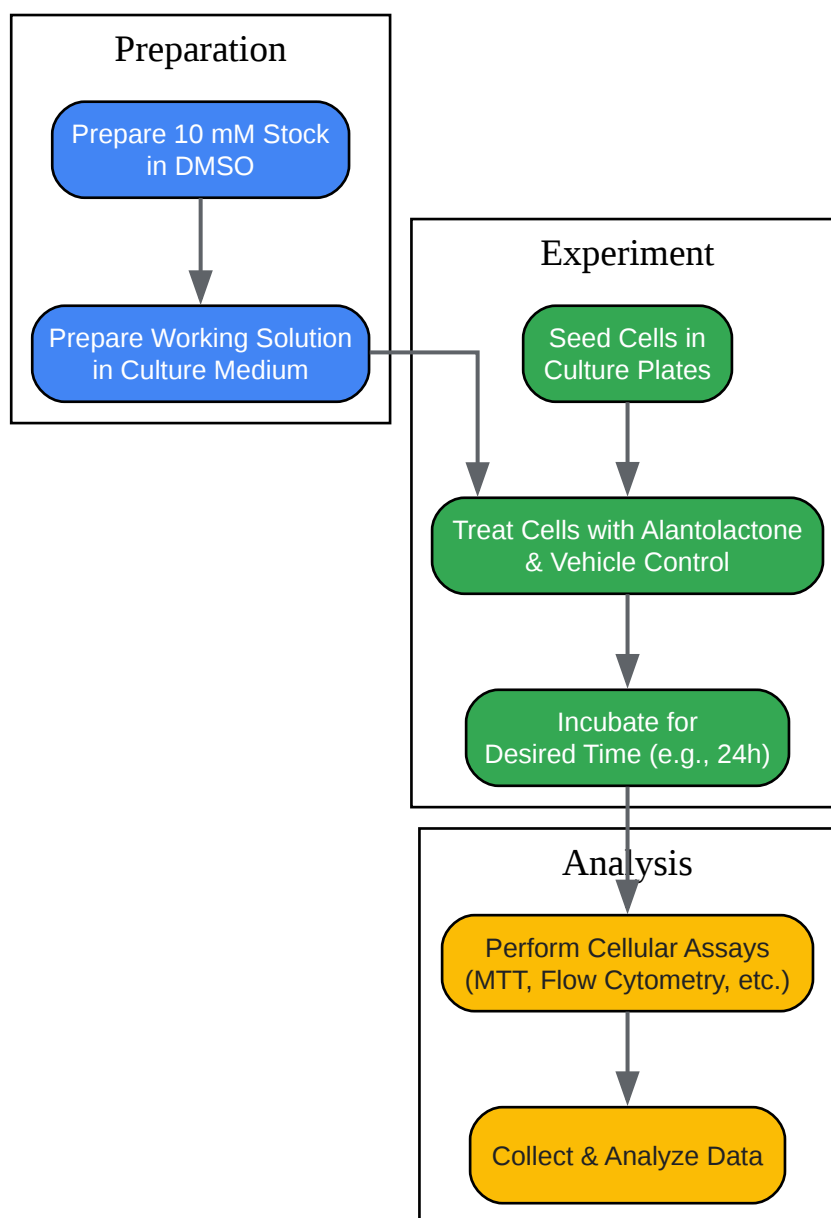 Preparation
Prepare 10 mM Stock
in DMSO
Prepare Working Solution
in Culture Medium
Experiment
Seed Cells in
Culture Plates
Treat Cells with Alantolactone
& Vehicle Control
Incubate for
Desired Time (e.g., 24h)
Analysis
Perform Cellular Assays
(MTT, Flow Cytometry, etc.)
Collect & Analyze Data